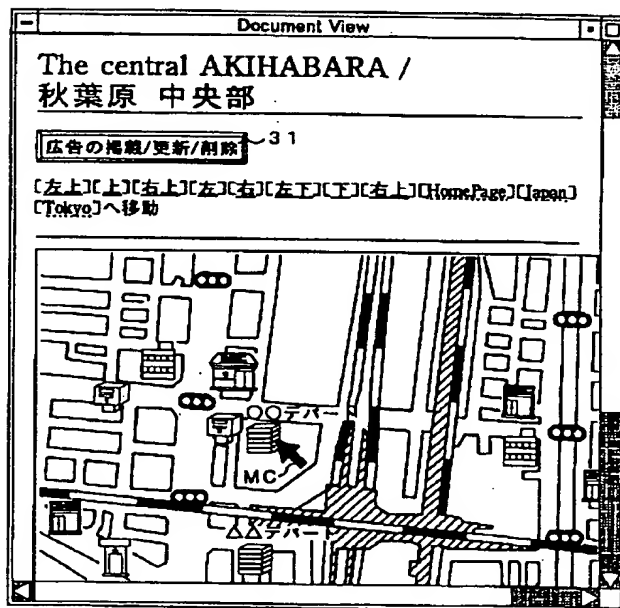 Document View
The central AKIHABARA /
秋葉原 中央部
広告の掲載/更新/削除
31
[左上][上][右上][左][右][左下][下][右上][HomePage][Japan]
[Tokyo]へ移動
○○デパート
MC
△△デパート